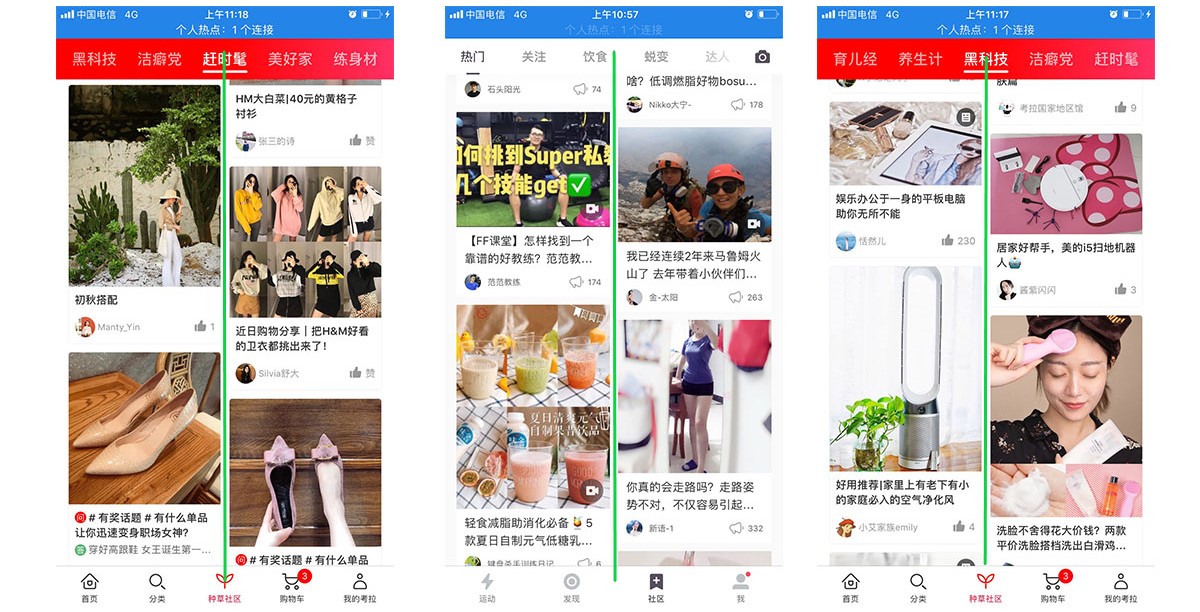 中国电信 4G
上午11:18
个人热点：1 个连接
黑科技
洁癖党
赶时髦
美好家
练身材
初秋搭配
Manty_Yin
1
# 有奖话题 # 有什么单品
让你迅速变身职场女神?
答 穿好高跟鞋 女王诞生第一...
HM大白菜|40元的黄格子
衬衫
张三的诗
赞
近日购物分享｜把H&M好看
的卫衣都挑出来了!
Silvia舒大
赞
# 有奖话题 # 有什么单品
首页
分类
种草社区
购物车
3
我的考拉
中国电信 4G
上午10:57
个人热点：1 个连接
热门
关注
饮食
蜕变
达人
石头阳光
74
何挑到Super私教
几个技能get
【FF课堂】怎样找到一个
靠谱的好教练？范范教...
范范教练
174
夏日清爽元气
自制果昔饮品
轻食减脂助消化必备 5
款夏日自制元气低糖乳...
键盘杀手训练日记
6
啥？低调燃脂好物bosu...
Nikko大宁-
178
我已经连续2年来马鲁姆火
山了 去年带着小伙伴们...
金-太阳
263
你真的会走路吗？走路姿
势不对，不仅容易引起...
新语-1
332
运动
发现
社区
我
中国电信 4G
上午11:17
个人热点：1 个连接
育儿经
养生计
黑科技
洁癖党
赶时髦
娱乐办公于一身的平板电脑
助你无所不能
恬然儿
230
好用推荐|家里上有老下有小
的家庭必入的空气净化风
小艾家族emily
4
肤篇
考拉国家地区馆
9
居家好帮手，美的i5扫地机器
人
酱紫闪闪
3
洗脸不舍得花大价钱？两款
平价洗脸搭档洗出白滑鸡...
首页
分类
种草社区
购物车
3
我的考拉